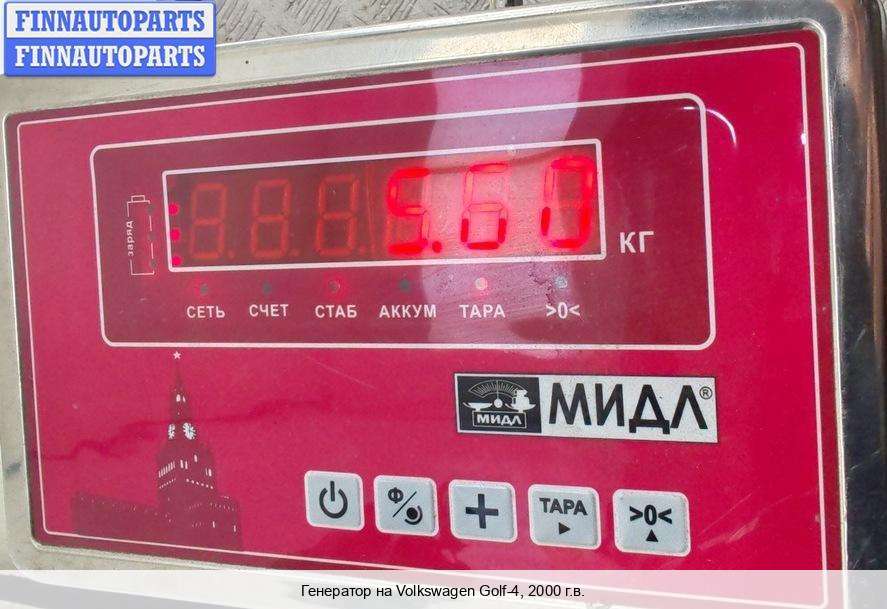 FINNAUTOPARTS
FINNAUTOPARTS
заряд
5.60
КГ
СЕТЬ СЧЕТ СТАБ АККУМ ТАРА >0<
МИДЛ МИДЛ®
Ф ТАРА >0<
Генератор на Volkswagen Golf-4, 2000 г.в.